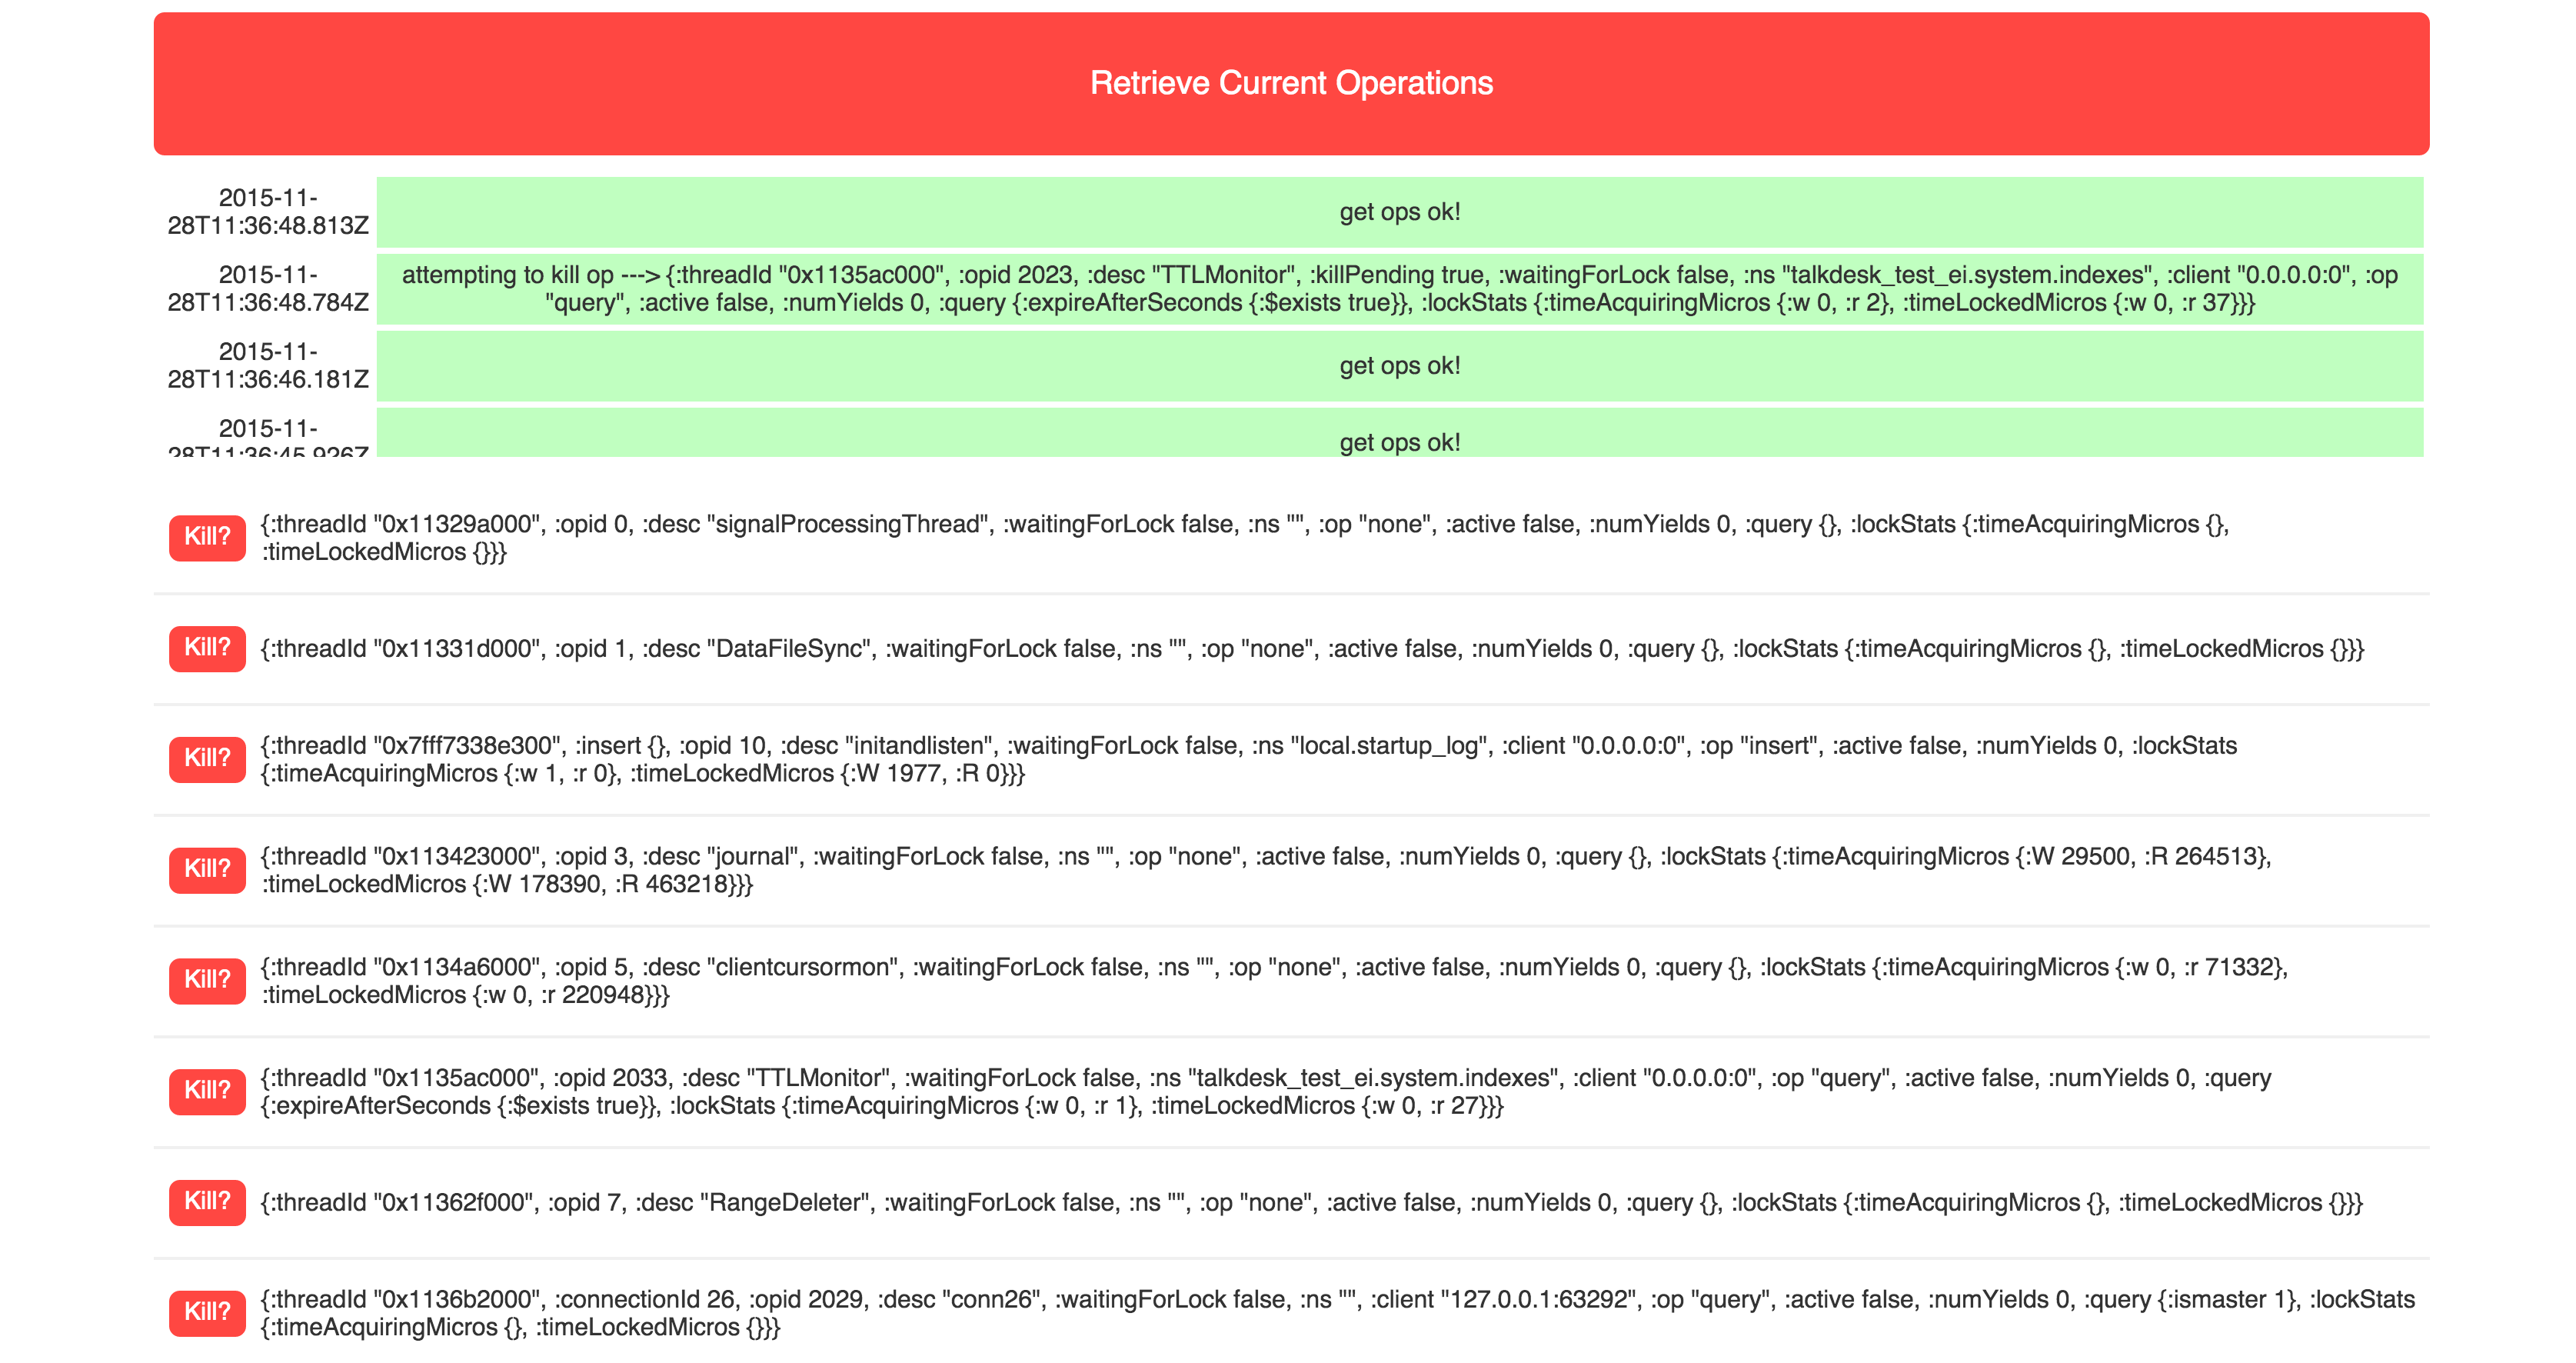 Retrieve Current Operations
2015-11-
28T11:36:48.813Z
get ops ok!
2015-11-
28T11:36:48.784Z
attempting to kill op ---> {:threadId "0x1135ac000", :opid 2023, :desc "TTLMonitor", :killPending true, :waitingForLock false, :ns "talkdesk_test_ei.system.indexes", :client "0.0.0.0:0", :op
"query", :active false, :numYields 0, :query {:expireAfterSeconds {:$exists true}}, :lockStats {:timeAcquiringMicros {:w 0, :r 2}, :timeLockedMicros {:w 0, :r 37}}}
2015-11-
28T11:36:46.181Z
get ops ok!
2015-11-
28T11:36:45.926Z
get ops ok!
Kill?
{:threadId "0x11329a000", :opid 0, :desc "signalProcessingThread", :waitingForLock false, :ns "", :op "none", :active false, :numYields 0, :query {}, :lockStats {:timeAcquiringMicros {},
:timeLockedMicros {}}}
Kill?
{:threadId "0x11331d000", :opid 1, :desc "DataFileSync", :waitingForLock false, :ns "", :op "none", :active false, :numYields 0, :query {}, :lockStats {:timeAcquiringMicros {}, :timeLockedMicros {}}}
Kill?
{:threadId "0x7fff7338e300", :insert {}, :opid 10, :desc "initandlisten", :waitingForLock false, :ns "local.startup_log", :client "0.0.0.0:0", :op "insert", :active false, :numYields 0, :lockStats
{:timeAcquiringMicros {:w 1, :r 0}, :timeLockedMicros {:W 1977, :R 0}}}
Kill?
{:threadId "0x113423000", :opid 3, :desc "journal", :waitingForLock false, :ns "", :op "none", :active false, :numYields 0, :query {}, :lockStats {:timeAcquiringMicros {:W 29500, :R 264513},
:timeLockedMicros {:W 178390, :R 463218}}}
Kill?
{:threadId "0x1134a6000", :opid 5, :desc "clientcursormon", :waitingForLock false, :ns "", :op "none", :active false, :numYields 0, :query {}, :lockStats {:timeAcquiringMicros {:w 0, :r 71332},
:timeLockedMicros {:w 0, :r 220948}}}
Kill?
{:threadId "0x1135ac000", :opid 2033, :desc "TTLMonitor", :waitingForLock false, :ns "talkdesk_test_ei.system.indexes", :client "0.0.0.0:0", :op "query", :active false, :numYields 0, :query
{:expireAfterSeconds {:$exists true}}, :lockStats {:timeAcquiringMicros {:w 0, :r 1}, :timeLockedMicros {:w 0, :r 27}}}
Kill?
{:threadId "0x11362f000", :opid 7, :desc "RangeDeleter", :waitingForLock false, :ns "", :op "none", :active false, :numYields 0, :query {}, :lockStats {:timeAcquiringMicros {}, :timeLockedMicros {}}}
Kill?
{:threadId "0x1136b2000", :connectionId 26, :opid 2029, :desc "conn26", :waitingForLock false, :ns "", :client "127.0.0.1:63292", :op "query", :active false, :numYields 0, :query {:ismaster 1}, :lockStats
{:timeAcquiringMicros {}, :timeLockedMicros {}}}